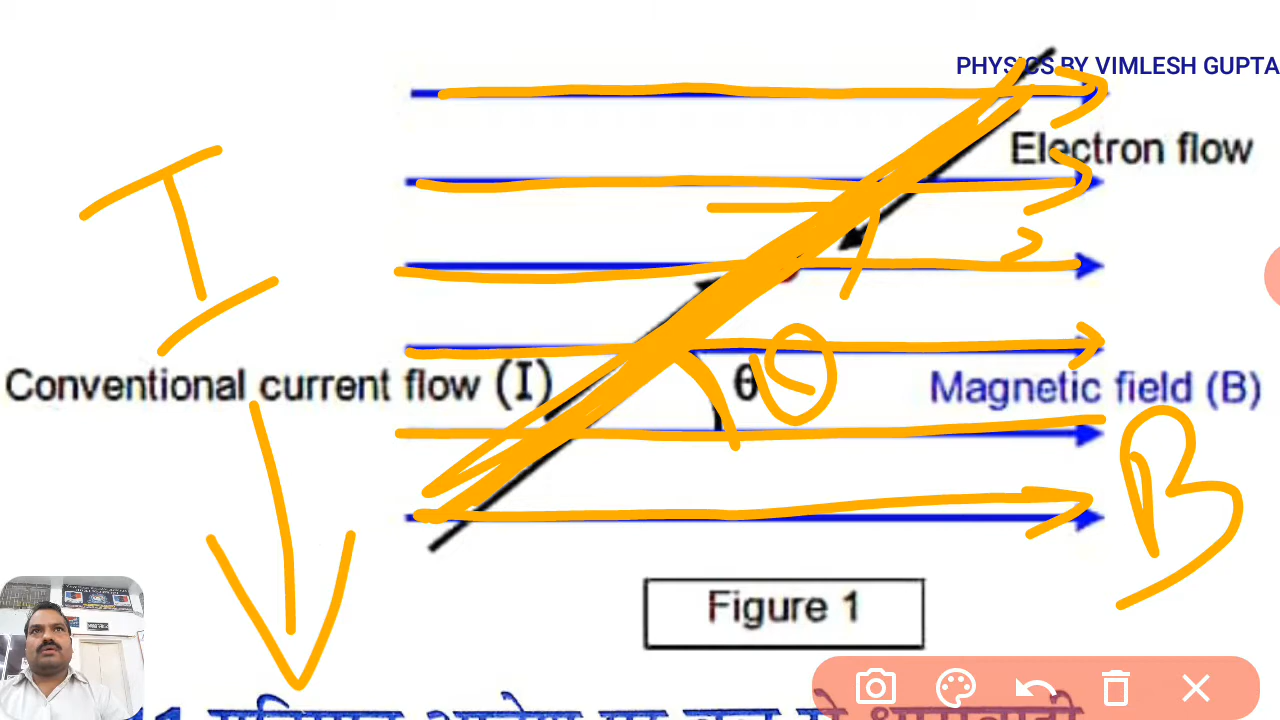 PHYSICS BY VIMLESH GUPTA
Electron flow
I
Conventional current flow (I)
θ
θ
Magnetic field (B)
B
Figure 1